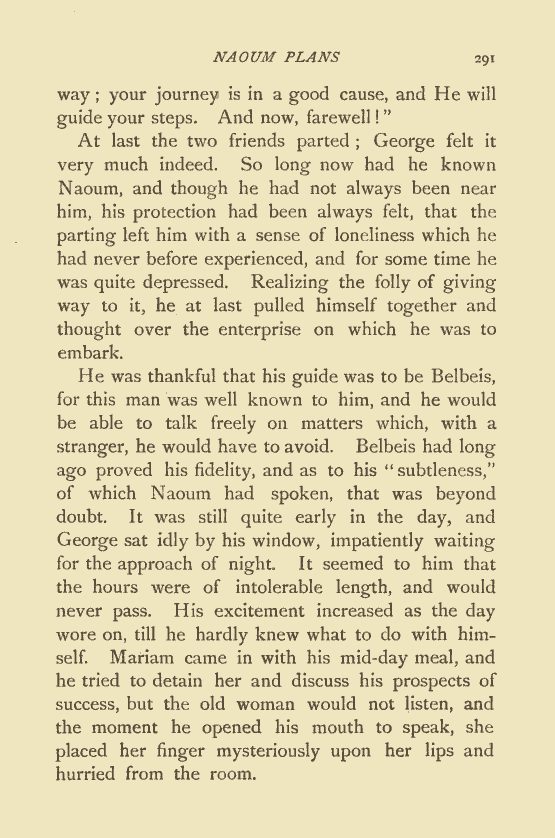 NAOUM PLANS 291
way ; your journey is in a good cause, and He will
guide your steps. And now, farewell ! ”
At last the two friends parted ; George felt it
very much indeed. So long now had he known
Naoum, and though he had not always been near
him, his protection had been always felt, that the
parting left him with a sense of loneliness which he
had never before experienced, and for some time he
was quite depressed. Realizing the folly of giving
way to it, he at last pulled himself together and
thought over the enterprise on which he was to
embark.
He was thankful that his guide was to be Belbeis,
for this man was well known to him, and he would
be able to talk freely on matters which, with a
stranger, he would have to avoid. Belbeis had long
ago proved his fidelity, and as to his “ subtleness,”
of which Naoum had spoken, that was beyond
doubt. It was still quite early in the day, and
George sat idly by his window, impatiently waiting
for the approach of night. It seemed to him that
the hours were of intolerable length, and would
never pass. His excitement increased as the day
wore on, till he hardly knew what to do with him-
self. Mariam came in with his mid-day meal, and
he tried to detain her and discuss his prospects of
success, but the old woman would not listen, and
the moment he opened his mouth to speak, she
placed her finger mysteriously upon her lips and
hurried from the room.